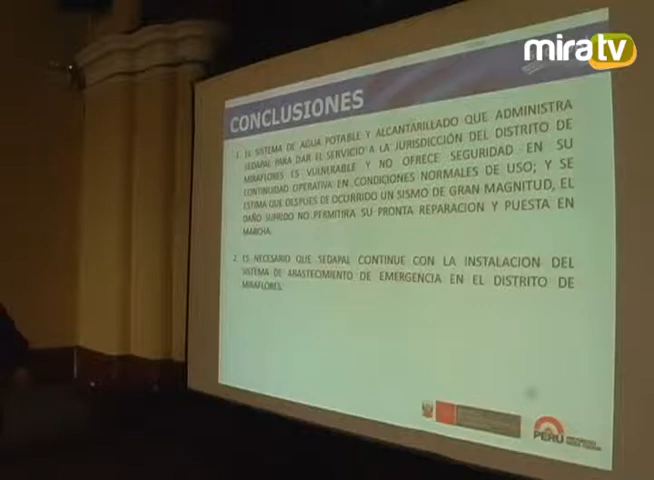 miratv
CONCLUSIONES
1. EL SISTEMA DE AGUA POTABLE Y ALCANTARILLADO QUE ADMINISTRA
SEDAPAL PARA DAR EL SERVICIO A LA JURISDICCIÓN DEL DISTRITO DE
MIRAFLORES ES VULNERABLE Y NO OFRECE SEGURIDAD EN SU
CONTINUIDAD OPERATIVA EN CONDICIONES NORMALES DE USO; Y SE
ESTIMA QUE DESPUES DE OCURRIDO UN SISMO DE GRAN MAGNITUD, EL
DAÑO SUFRIDO NO PERMITIRA SU PRONTA REPARACION Y PUESTA EN
MARCHA.
2. ES NECESARIO QUE SEDAPAL CONTINUE CON LA INSTALACION DEL
SISTEMA DE ABASTECIMIENTO DE EMERGENCIA EN EL DISTRITO DE
MIRAFLORES.
PERÚ